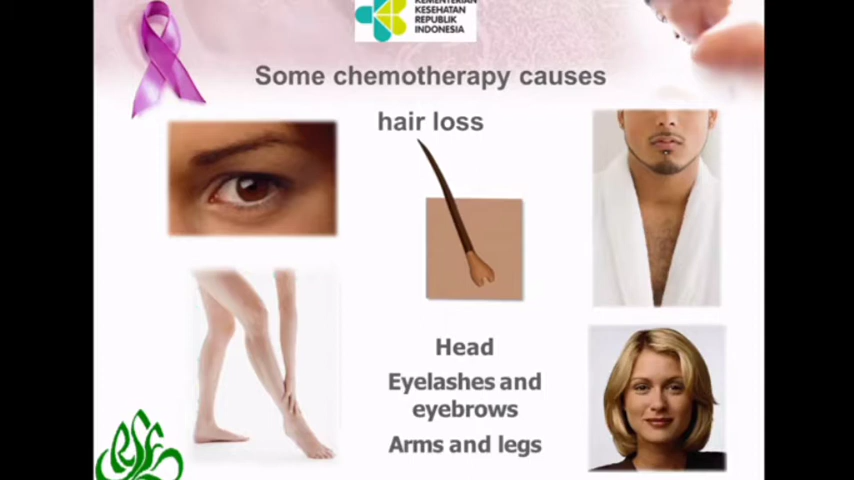 KEMENTERIAN
KESEHATAN
REPUBLIK
INDONESIA
Some chemotherapy causes
hair loss
Head
Eyelashes and
eyebrows
Arms and legs